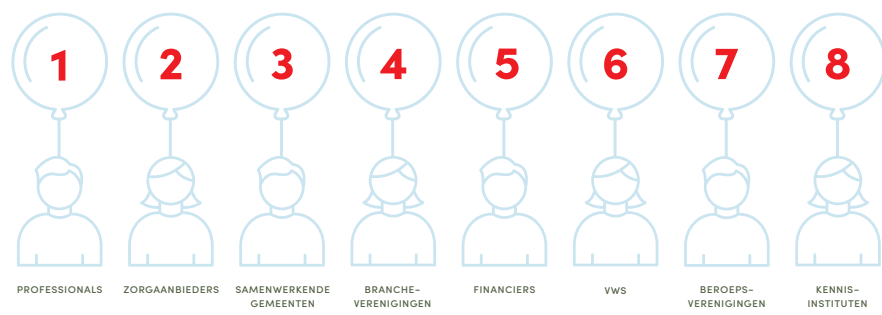 1 2 3 4 5 6 7 8
PROFESSIONALS ZORGAANBIEDERS SAMENWERKENDE BRANCHE- FINANCIERS VWS BEROEPS- KENNIS-
GEMEENTEN VERENIGINGEN VERENIGINGEN INSTITUTEN